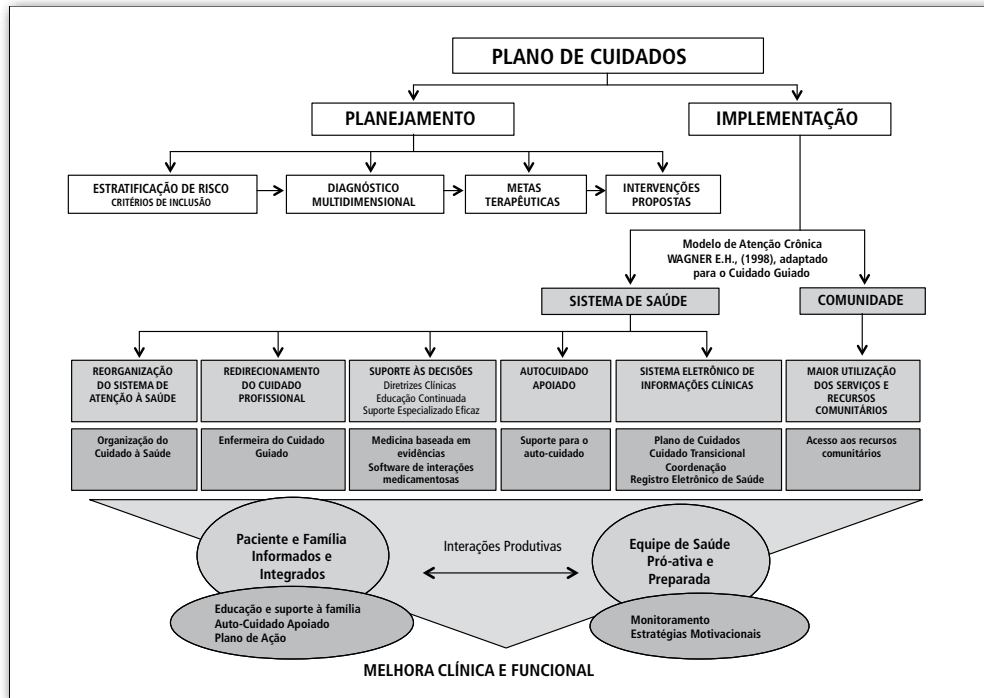 PLANO DE CUIDADOS
PLANEJAMENTO
IMPLEMENTAÇÃO
ESTRATIFICAÇÃO DE RISCO
CRITÉRIOS DE INCLUSÃO
DIAGNÓSTICO
MULTIDIMENSIONAL
METAS
TERAPÊUTICAS
INTERVENÇÕES
PROPOSTAS
Modelo de Atenção Crônica
WAGNER E.H., (1998), adaptado
para o Cuidado Guiado
SISTEMA DE SAÚDE
COMUNIDADE
REORGANIZAÇÃO
DO SISTEMA DE
ATENÇÃO À SAÚDE
REDIRECIONAMENTO
DO CUIDADO
PROFISSIONAL
SUPORTE ÀS DECISÕES
Diretrizes Clínicas
Educação Continuada
Suporte Especializado Eficaz
AUTOCUIDADO
APOIADO
SISTEMA ELETRÔNICO DE
INFORMAÇÕES CLÍNICAS
MAIOR UTILIZAÇÃO
DOS SERVIÇOS E
RECURSOS
COMUNITÁRIOS
Organização do
Cuidado à Saúde
Enfermeira do Cuidado
Guiado
Medicina baseada em
evidências
Software de interações
medicamentosas
Suporte para o
auto-cuidado
Plano de Cuidados
Cuidado Transicional
Coordenação
Registro Eletrônico de Saúde
Acesso aos recursos
comunitários
Paciente e Família
Informados e
Integrados
Interações Produtivas
Equipe de Saúde
Pró-ativa e
Preparada
Educação e suporte à família
Auto-Cuidado Apoiado
Plano de Ação
Monitoramento
Estratégias Motivacionais
MELHORA CLÍNICA E FUNCIONAL